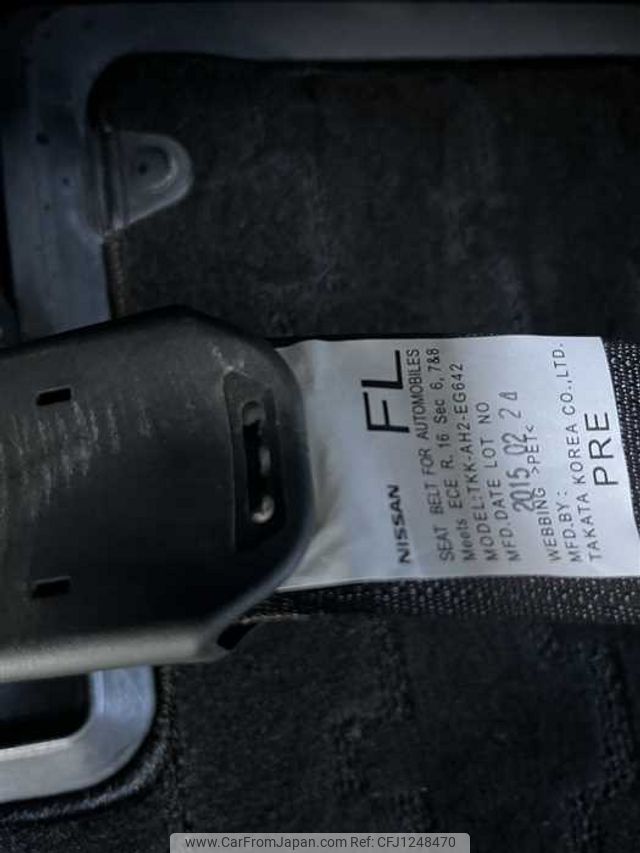 NISSAN FL
SEAT BELT FOR AUTOMOBILES
Meets ECE R. 16 Sec 6, 7&8
MODEL:TKK-AH2-EG642
MFD.DATE LOT NO
2015 02 24
WEBBING >PET<
MFD.BY:
TAKATA KOREA CO.,LTD.
PRE
www.CarFromJapan.com Ref: CFJ1248470